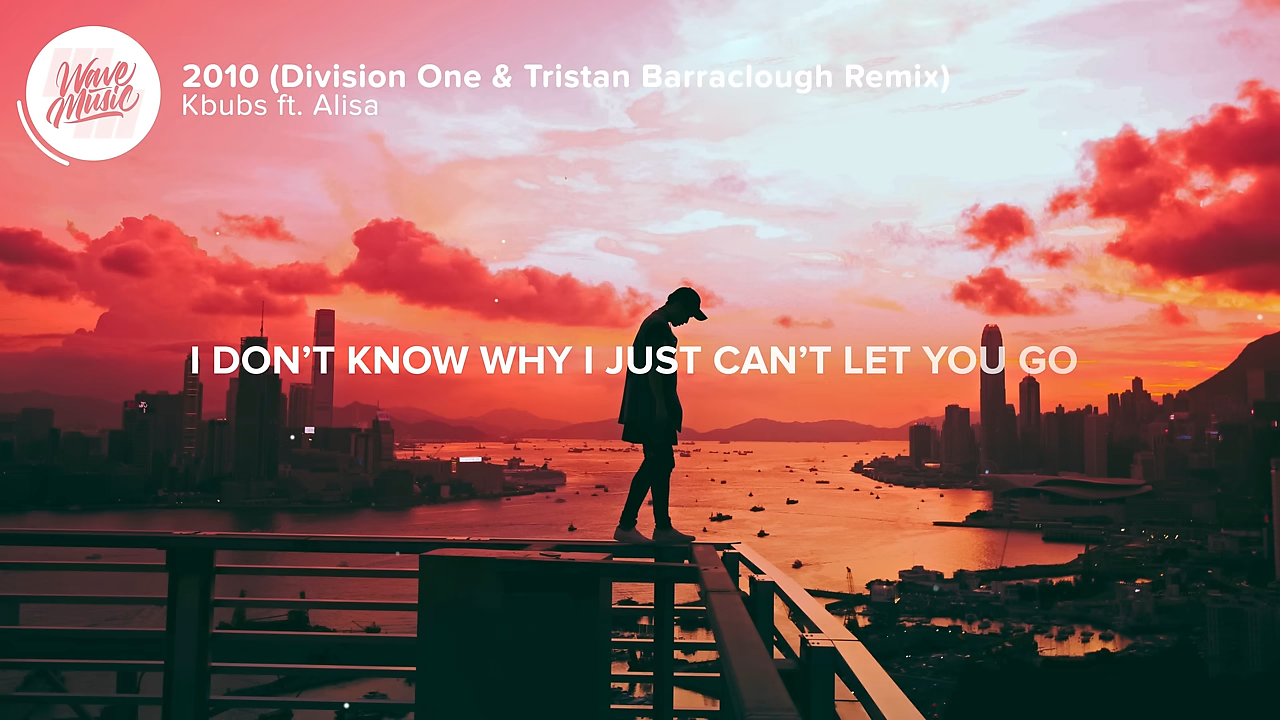 Wave
Music
2010 (Division One & Tristan Barraclough Remix)
Kbubs ft. Alisa
I DON’T KNOW WHY I JUST CAN’T LET YOU GO